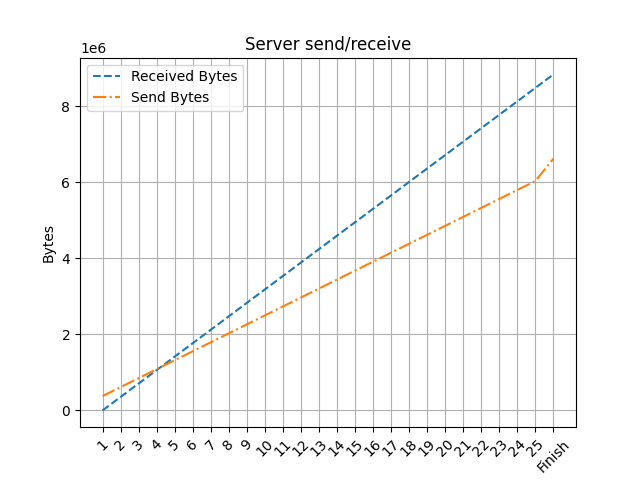 Server send/receive
1e6
Received Bytes
Send Bytes
8
6
4
2
0
Bytes
1 2 3 4 5 6 7 8 9 10 11 12 13 14 15 16 17 18 19 20 21 22 23 24 25 Finish